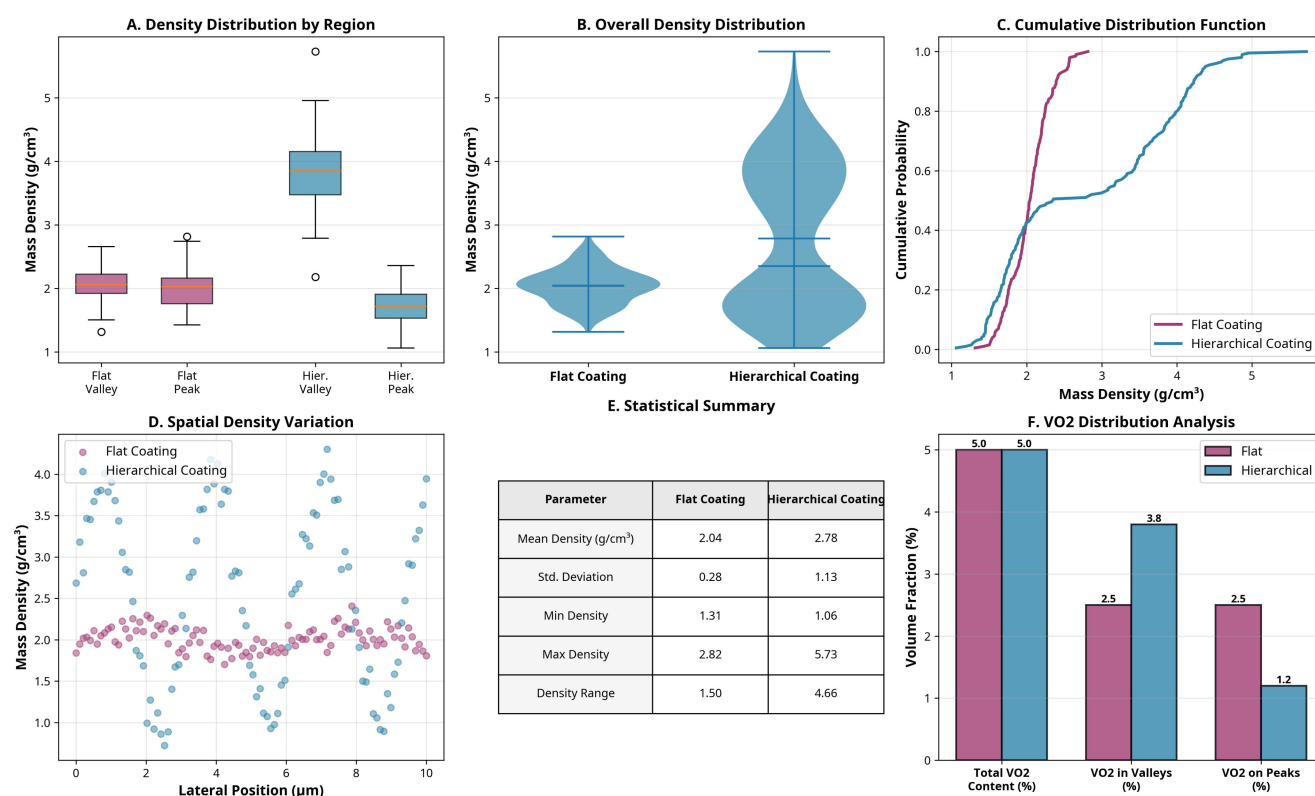 A. Density Distribution by Region
Mass Density (g/cm³)
5
4
3
2
1
Flat
Valley
Flat
Peak
Hier.
Valley
Hier.
Peak
B. Overall Density Distribution
Mass Density (g/cm³)
5
4
3
2
1
Flat Coating
Hierarchical Coating
C. Cumulative Distribution Function
Cumulative Probability
1.0
0.8
0.6
0.4
0.2
0.0
Flat Coating
Hierarchical Coating
1 2 3 4 5
Mass Density (g/cm³)
D. Spatial Density Variation
Flat Coating
Hierarchical Coating
Mass Density (g/cm³)
4.0
3.5
3.0
2.5
2.0
1.5
1.0
0 2 4 6 8 10
Lateral Position (μm)
E. Statistical Summary
Parameter Flat Coating Hierarchical Coating
Mean Density (g/cm³) 2.04 2.78
Std. Deviation 0.28 1.13
Min Density 1.31 1.06
Max Density 2.82 5.73
Density Range 1.50 4.66
F. VO2 Distribution Analysis
Flat
Hierarchical
Volume Fraction (%)
5
4
3
2
1
0
5.0 5.0
2.5 3.8
2.5 1.2
Total VO2
Content (%)
VO2 in Valleys
(%)
VO2 on Peaks
(%)